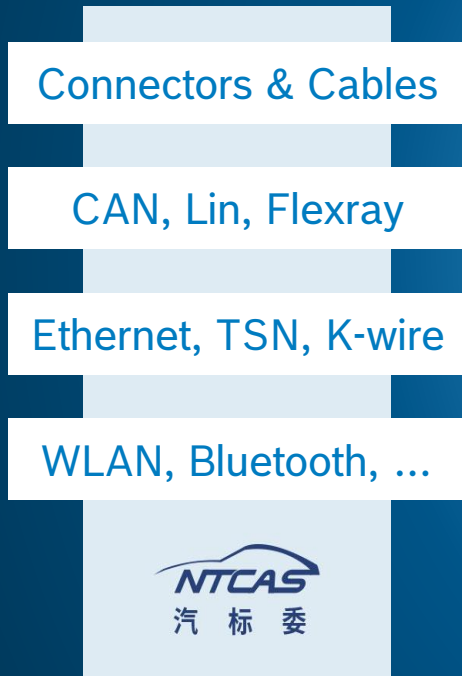 Connectors & Cables
CAN, Lin, Flexray
Ethernet, TSN, K-wire
WLAN, Bluetooth, ...
NTCAS
汽标委